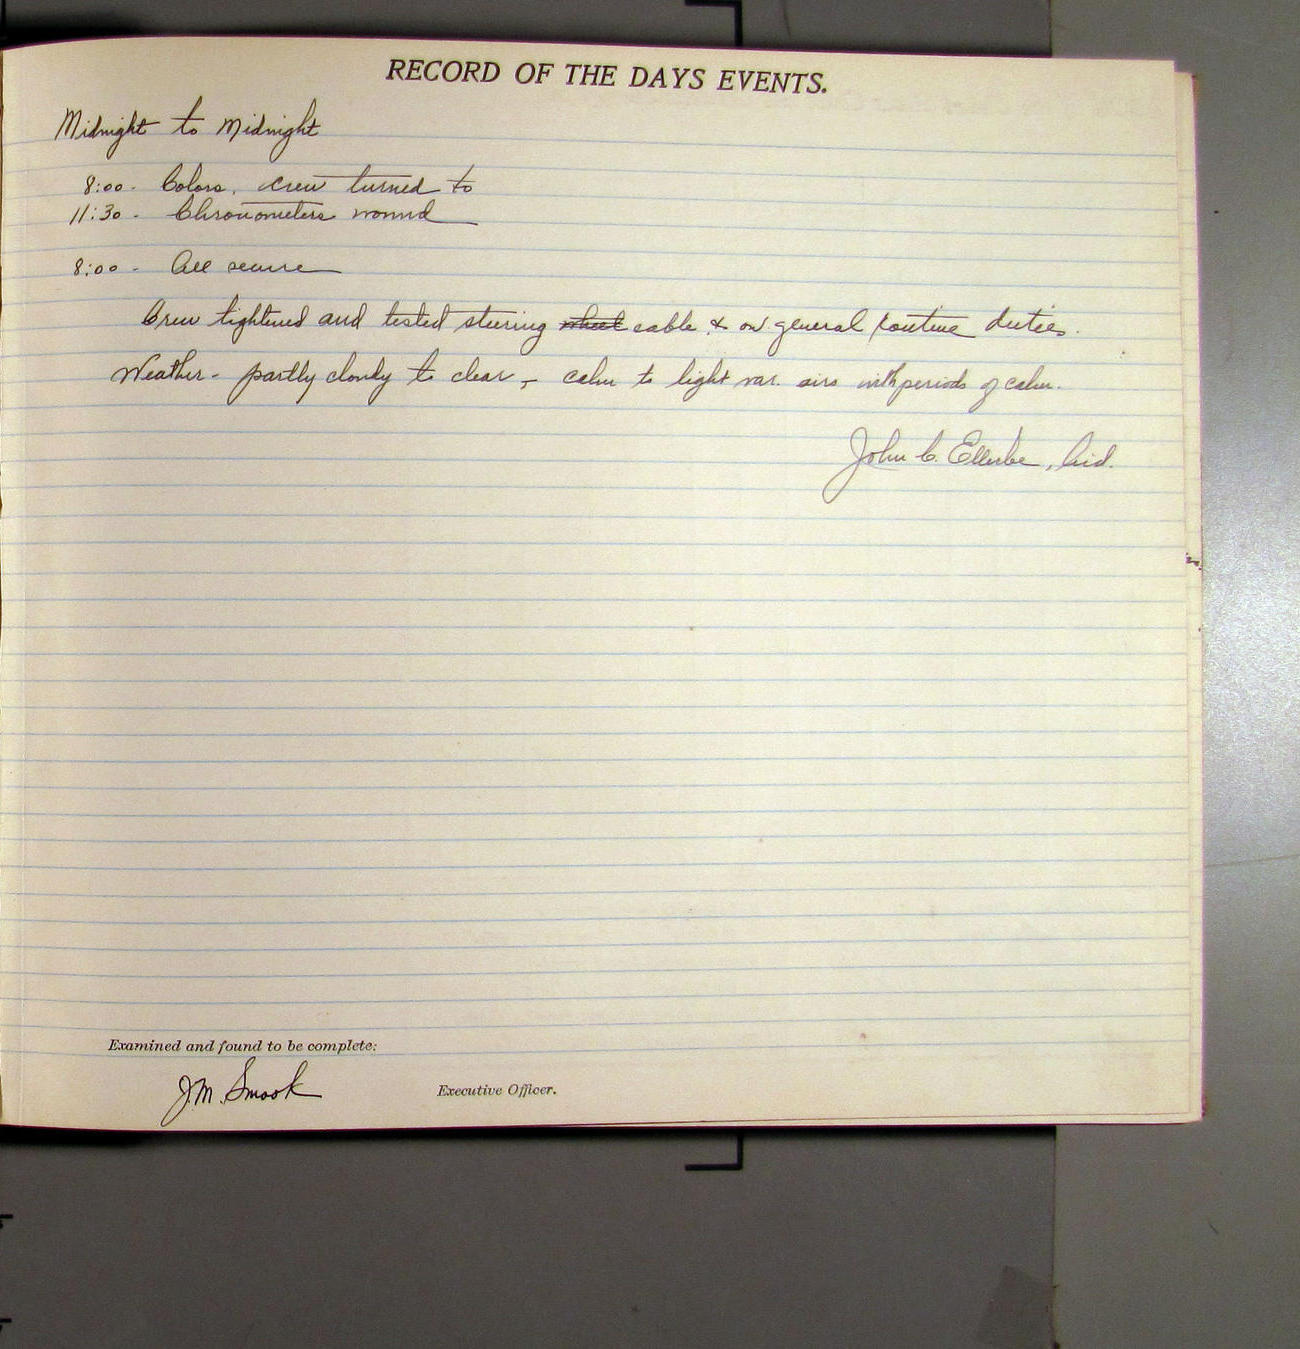 RECORD OF THE DAYS EVENTS.
Midnight to Midnight
8:00 - Colors, crew turned to
11:30 - Chronometers wound
8:00 - All secure
Crew tightened and tested steering wheel cable & on general routine duties.
Weather - partly cloudy to clear - calm to light var. airs with periods of calm.
John C. Ellerbe, Aid.
Examined and found to be complete:
J.M. Smook
Executive Officer.